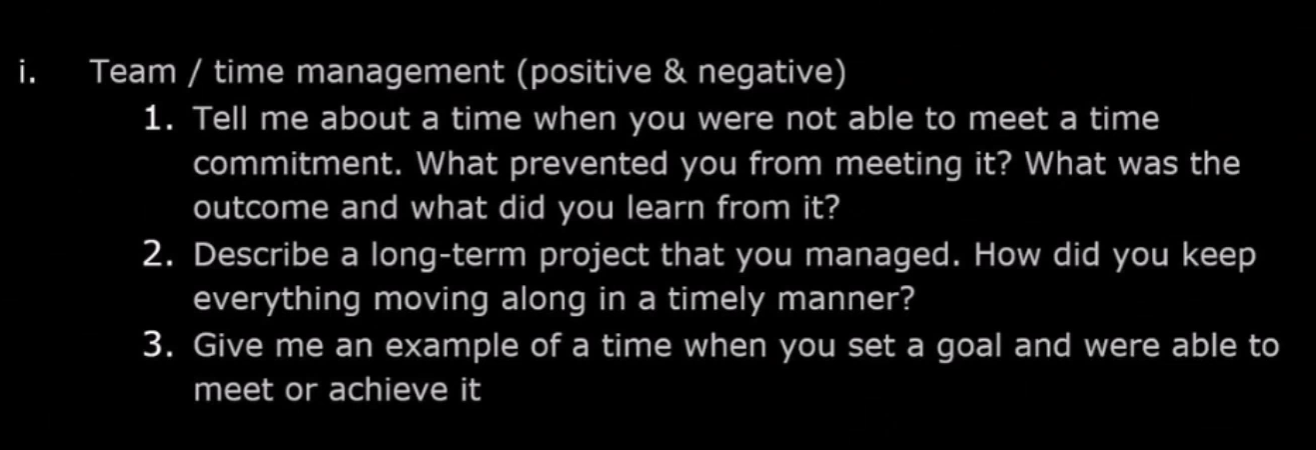 i. Team / time management (positive & negative)
1. Tell me about a time when you were not able to meet a time
commitment. What prevented you from meeting it? What was the
outcome and what did you learn from it?
2. Describe a long-term project that you managed. How did you keep
everything moving along in a timely manner?
3. Give me an example of a time when you set a goal and were able to
meet or achieve it